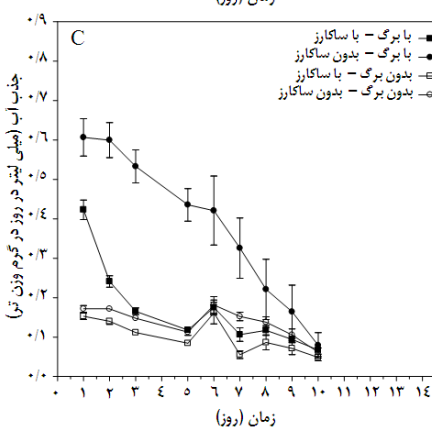 زمان (روز)
C
با برگ – با ساکارز
با برگ – بدون ساکارز
بدون برگ – با ساکارز
بدون برگ – بدون ساکارز
جذب آب (میلی لیتر در روز در گرم وزن تر)
۰/۹
۰/۸
۰/۷
۰/۶
۰/۵
۰/۴
۰/۳
۰/۲
۰/۱
۰/۰
۰ ۱ ۲ ۳ ۴ ۵ ۶ ۷ ۸ ۹ ۱۰ ۱۱ ۱۲ ۱۳ ۱۴
زمان (روز)